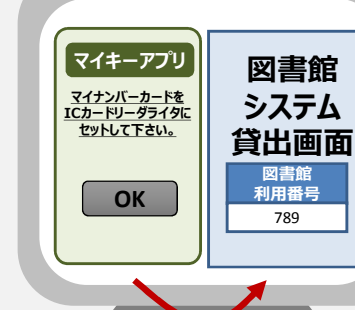 マイキーアプリ
マイナンバーカードを
ICカードリーダライタに
セットして下さい。
OK
図書館
システム
貸出画面
図書館
利用番号
789